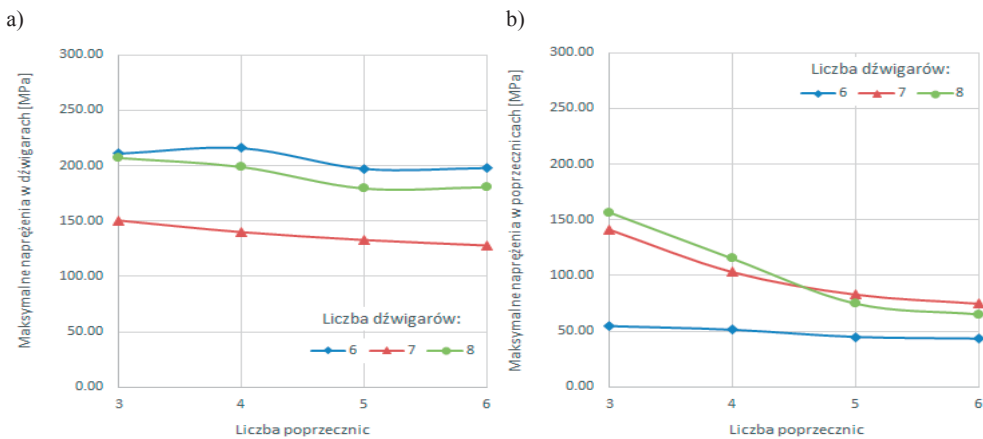 a)
Maksymalne naprężenia w dźwigarach [MPa]
300.00
250.00
200.00
150.00
100.00
50.00
0.00
3 4 5 6
Liczba poprzecznic
Liczba dźwigarów:
6 7 8
b)
Maksymalne naprężenia w poprzecznicach [MPa]
300.00
250.00
200.00
150.00
100.00
50.00
0.00
3 4 5 6
Liczba poprzecznic
Liczba dźwigarów:
6 7 8